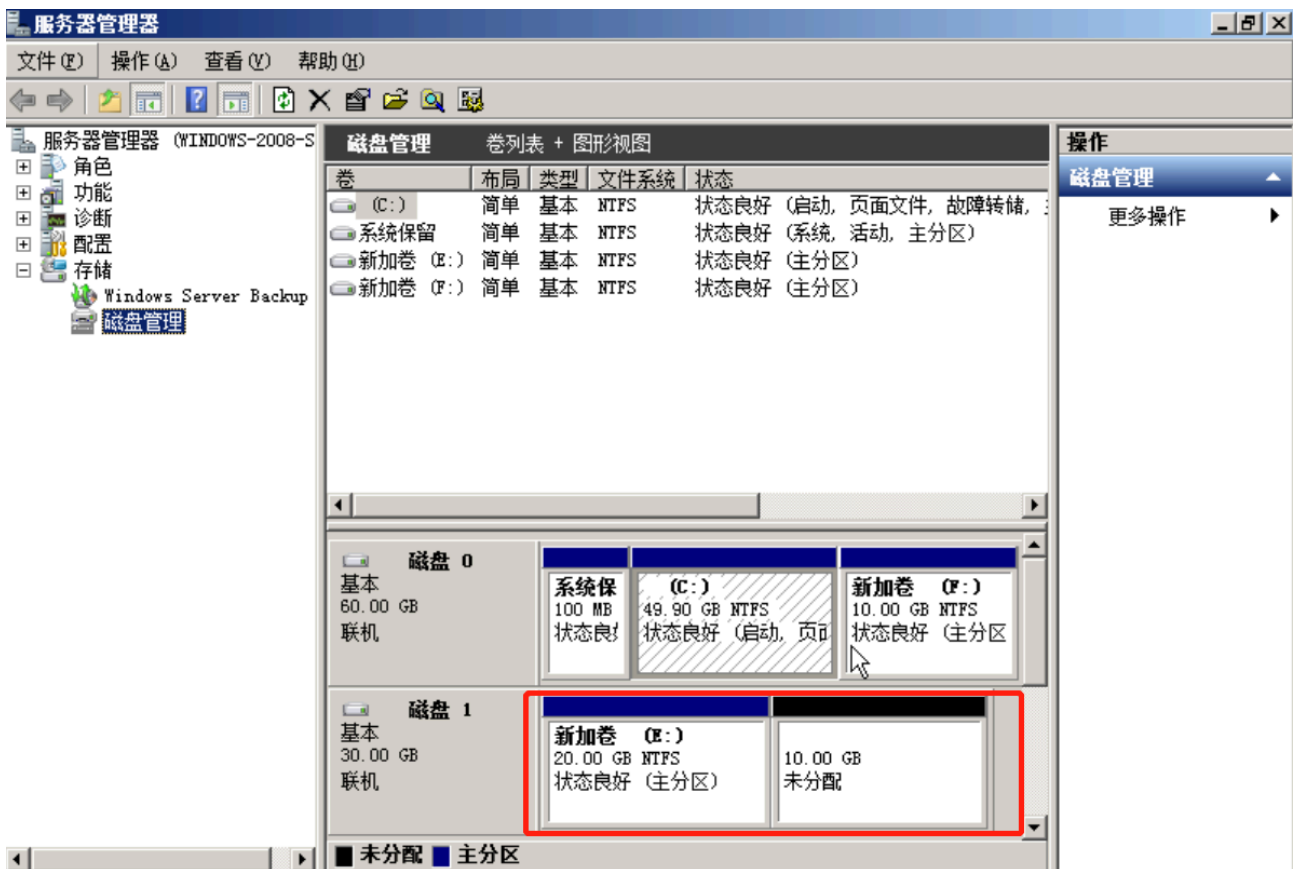 服务器管理器
文件(F) 操作(A) 查看(V) 帮助(H)
服务器管理器 (WINDOWS-2008-S
角色
功能
诊断
配置
存储
Windows Server Backup
磁盘管理
磁盘管理 卷列表 + 图形视图
卷 布局 类型 文件系统 状态
(C:) 简单 基本 NTFS 状态良好 (启动, 页面文件, 故障转储,
系统保留 简单 基本 NTFS 状态良好 (系统, 活动, 主分区)
新加卷 (E:) 简单 基本 NTFS 状态良好 (主分区)
新加卷 (F:) 简单 基本 NTFS 状态良好 (主分区)
磁盘 0
基本
60.00 GB
联机
系统保
100 MB
状态良
(C:)
49.90 GB NTFS
状态良好 (启动, 页面
新加卷 (F:)
10.00 GB NTFS
状态良好 (主分区
磁盘 1
基本
30.00 GB
联机
新加卷 (E:)
20.00 GB NTFS
状态良好 (主分区)
10.00 GB
未分配
未分配 主分区
操作
磁盘管理
更多操作